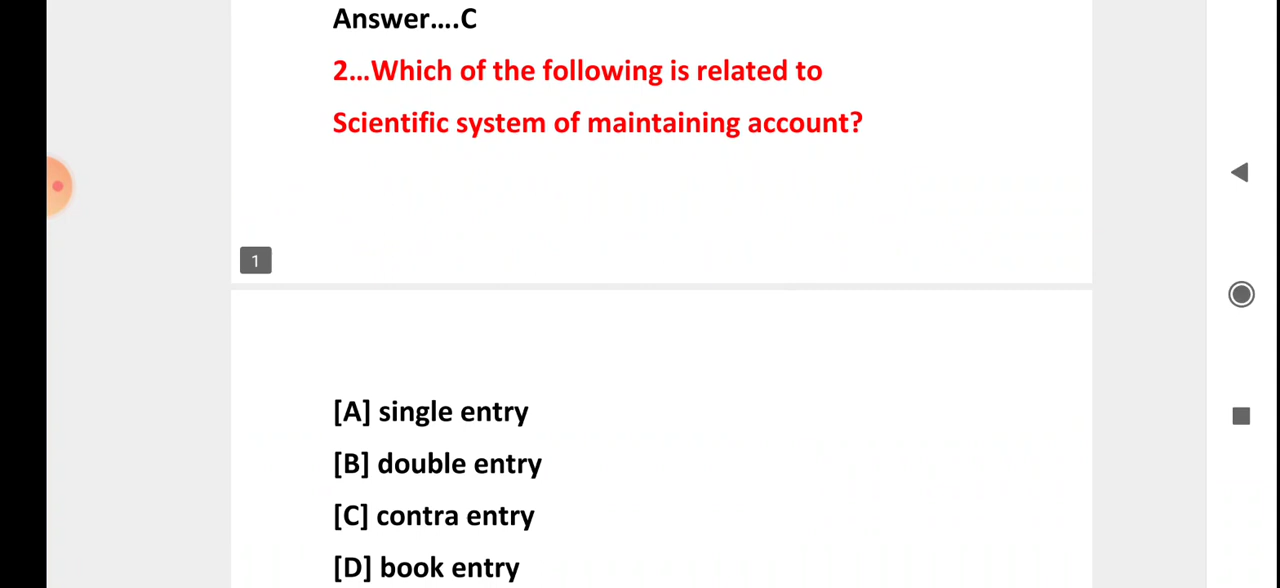 Answer....C
2...Which of the following is related to
Scientific system of maintaining account?
1
[A] single entry
[B] double entry
[C] contra entry
[D] book entry